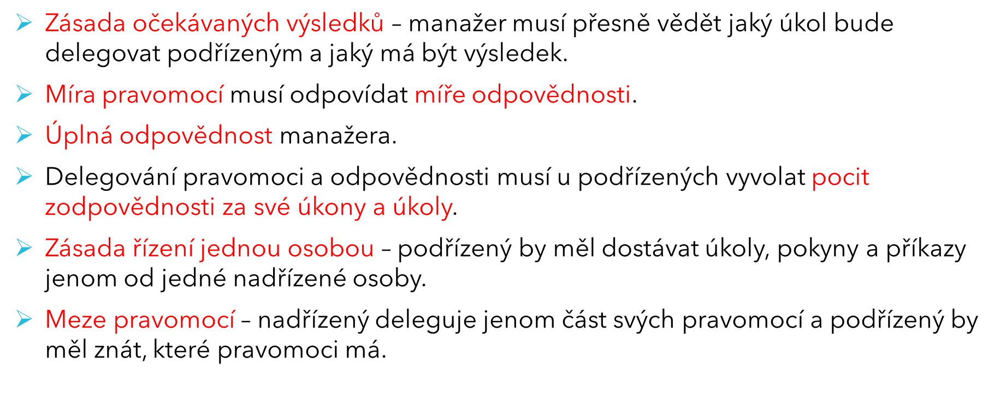 Zásada očekávaných výsledků – manažer musí přesně vědět jaký úkol bude
delegovat podřízeným a jaký má být výsledek.
Míra pravomocí musí odpovídat míře odpovědnosti.
Úplná odpovědnost manažera.
Delegování pravomoci a odpovědnosti musí u podřízených vyvolat pocit
zodpovědnosti za své úkony a úkoly.
Zásada řízení jednou osobou – podřízený by měl dostávat úkoly, pokyny a příkazy
jenom od jedné nadřízené osoby.
Meze pravomocí – nadřízený deleguje jenom část svých pravomocí a podřízený by
měl znát, které pravomoci má.